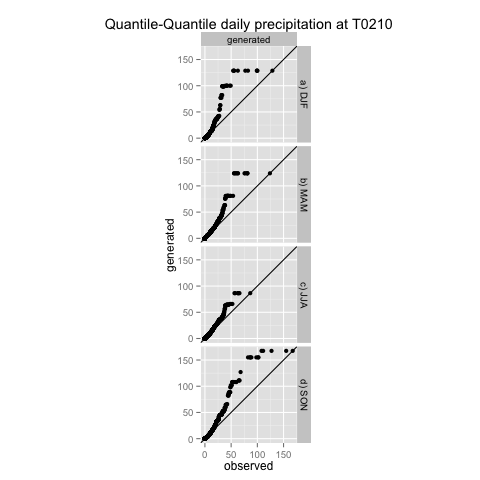 Quantile-Quantile daily precipitation at T0210
generated
150
100
50
0
a) DJF
150
100
50
0
b) MAM
generated
150
100
50
0
c) JJA
150
100
50
0
d) SON
0 50 100 150
observed